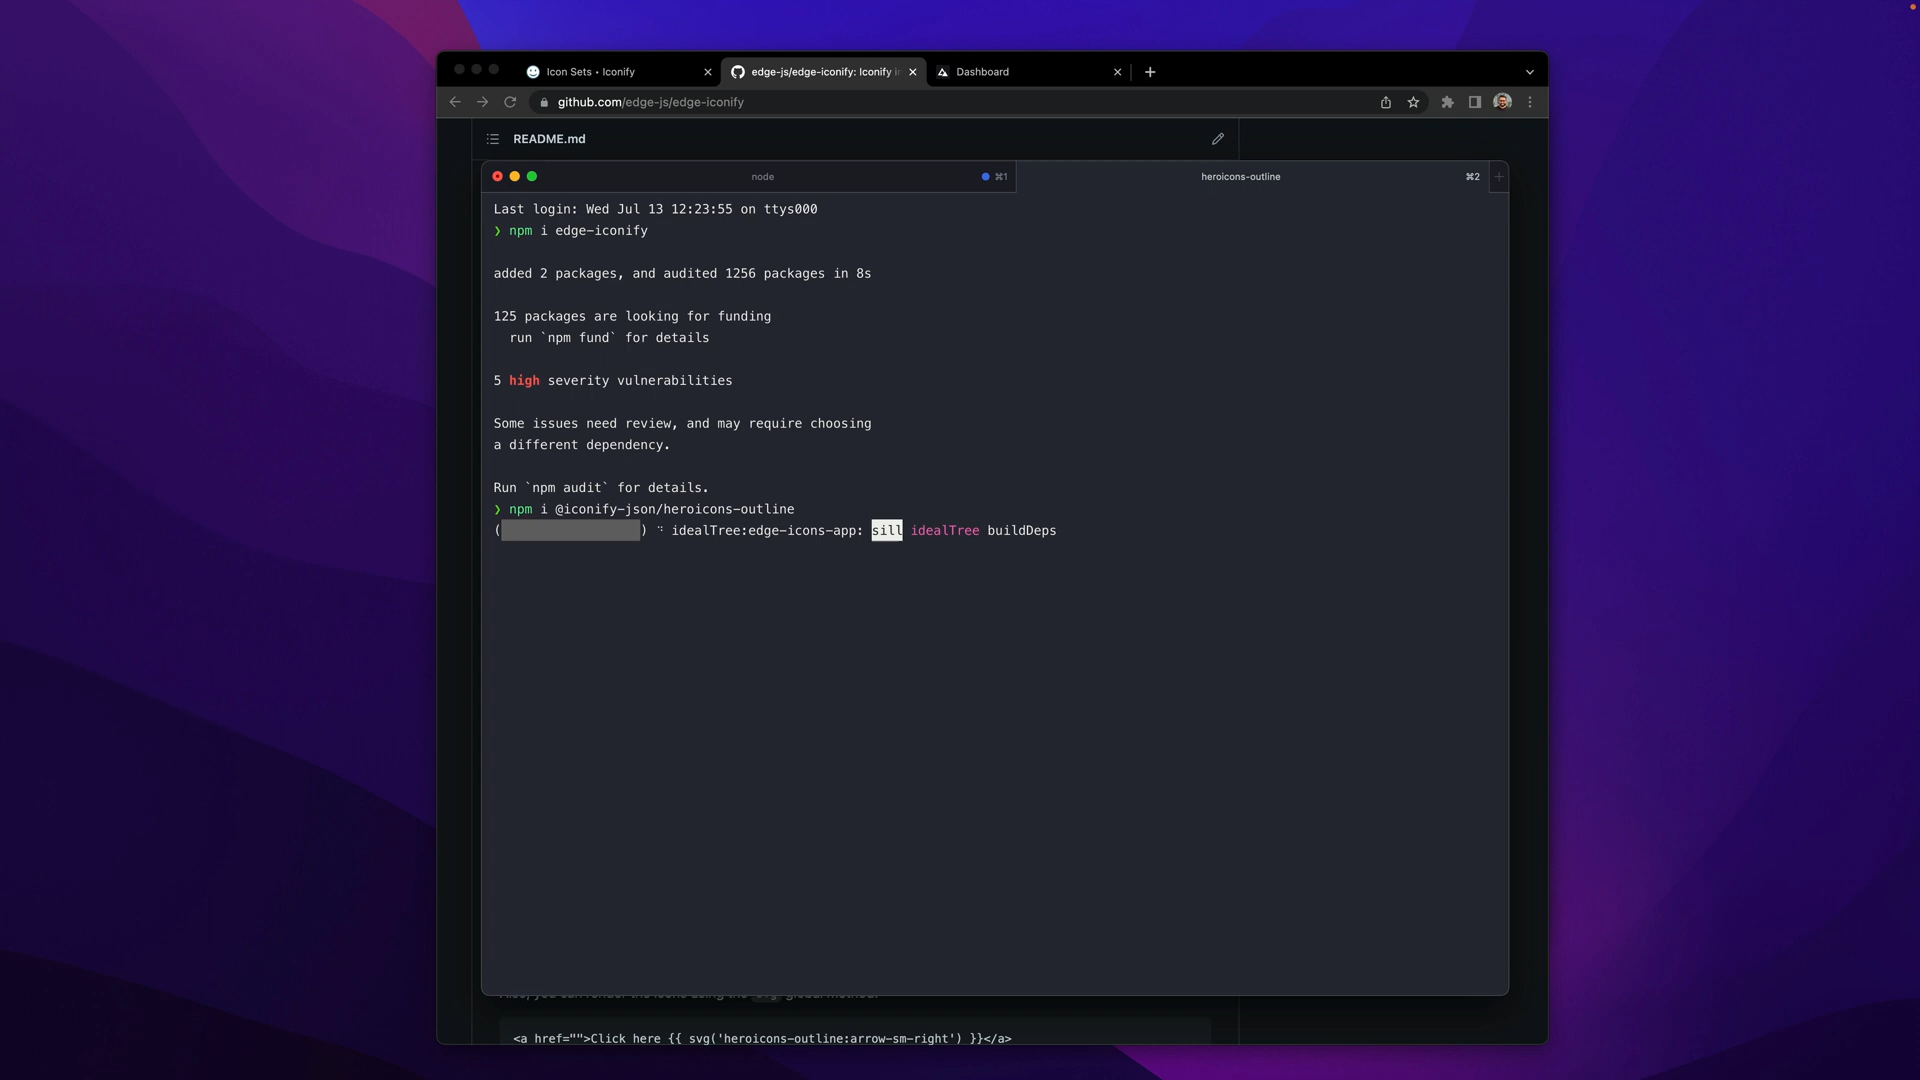 Icon Sets • Iconify
edge-js/edge-iconify: Iconify i
Dashboard
github.com/edge-js/edge-iconify
README.md
node
⌘1
heroicons-outline
⌘2
Last login: Wed Jul 13 12:23:55 on ttys000
❯ npm i edge-iconify
added 2 packages, and audited 1256 packages in 8s
125 packages are looking for funding
run `npm fund` for details
5 high severity vulnerabilities
Some issues need review, and may require choosing
a different dependency.
Run `npm audit` for details.
❯ npm i @iconify-json/heroicons-outline
( ) ⠙ idealTree:edge-icons-app: sill idealTree buildDeps
<a href="">Click here {{ svg('heroicons-outline:arrow-sm-right') }}</a>